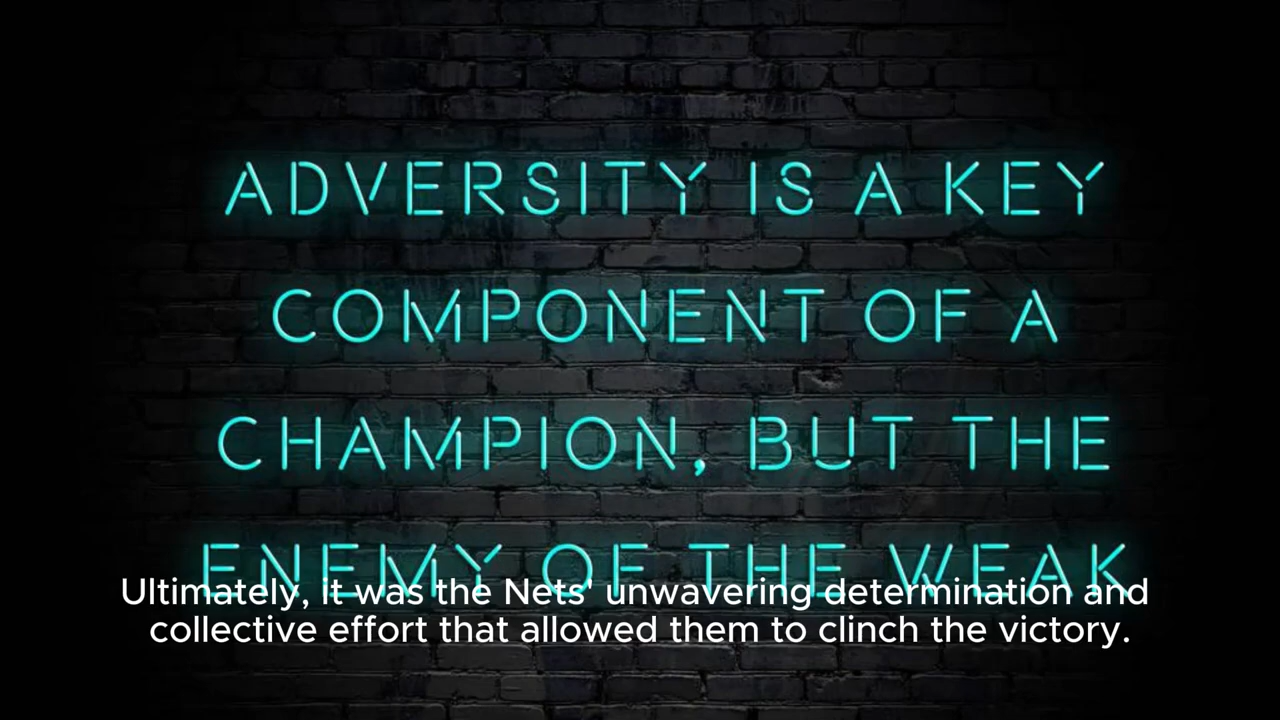 ADVERSITY IS A KEY
COMPONENT OF A
CHAMPION, BUT THE
ENEMY OF THE WEAK
Ultimately, it was the Nets' unwavering determination and
collective effort that allowed them to clinch the victory.